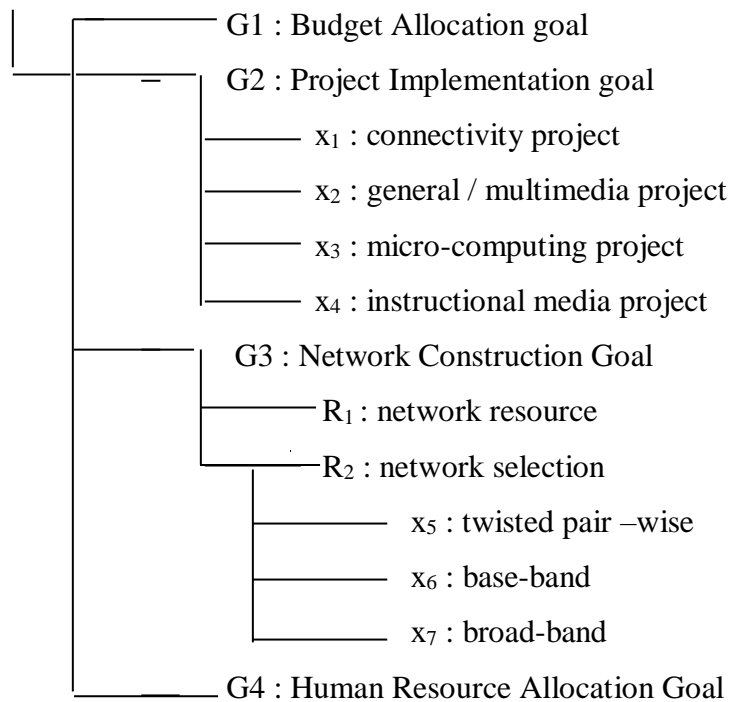 G1 : Budget Allocation goal
G2 : Project Implementation goal
x₁ : connectivity project
x₂ : general / multimedia project
x₃ : micro-computing project
x₄ : instructional media project
G3 : Network Construction Goal
R₁ : network resource
R₂ : network selection
x₅ : twisted pair –wise
x₆ : base-band
x₇ : broad-band
G4 : Human Resource Allocation Goal